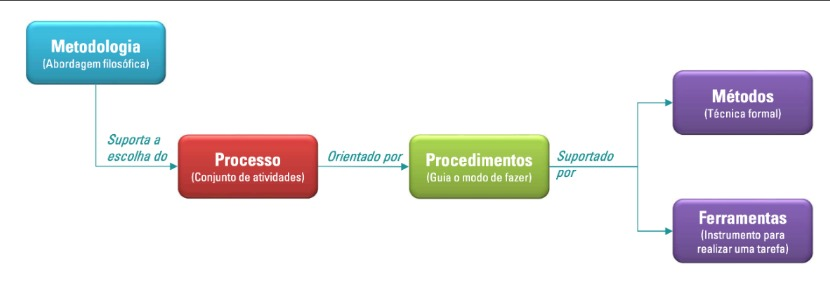 Metodologia
(Abordagem filosófica)
Suporta a
escolha do
Processo
(Conjunto de atividades)
Orientado por
Procedimentos
(Guia o modo de fazer)
Suportado
por
Métodos
(Técnica formal)
Ferramentas
(Instrumento para
realizar uma tarefa)